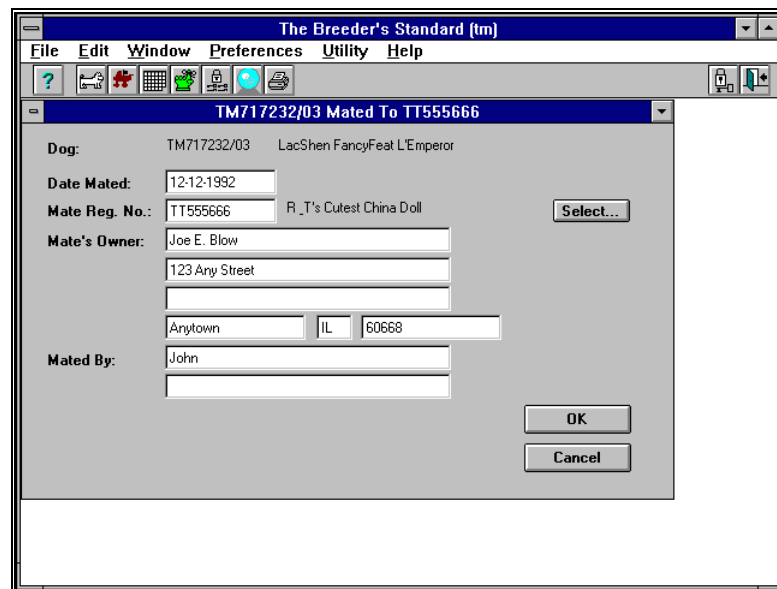 The Breeder's Standard (tm)
File Edit Window Preferences Utility Help
?
TM717232/03 Mated To TT555666
Dog: TM717232/03 LacShen FancyFeat L'Emperor
Date Mated: 12-12-1992
Mate Reg. No.: TT555666 R_T's Cutest China Doll Select...
Mate's Owner: Joe E. Blow
123 Any Street
Anytown IL 60668
Mated By: John
OK
Cancel